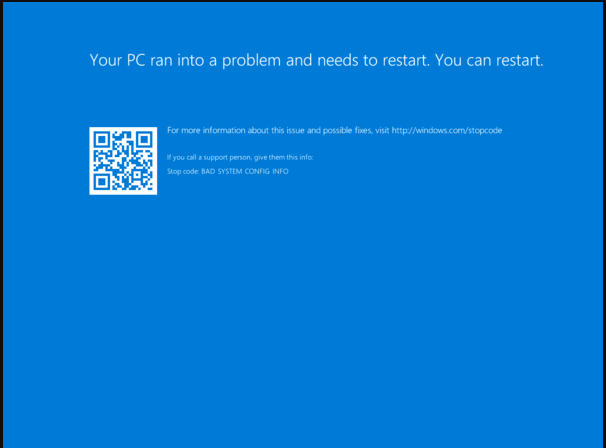 Your PC ran into a problem and needs to restart. You can restart.
For more information about this issue and possible fixes, visit http://windows.com/stopcode
If you call a support person, give them this info:
Stop code: BAD SYSTEM CONFIG INFO